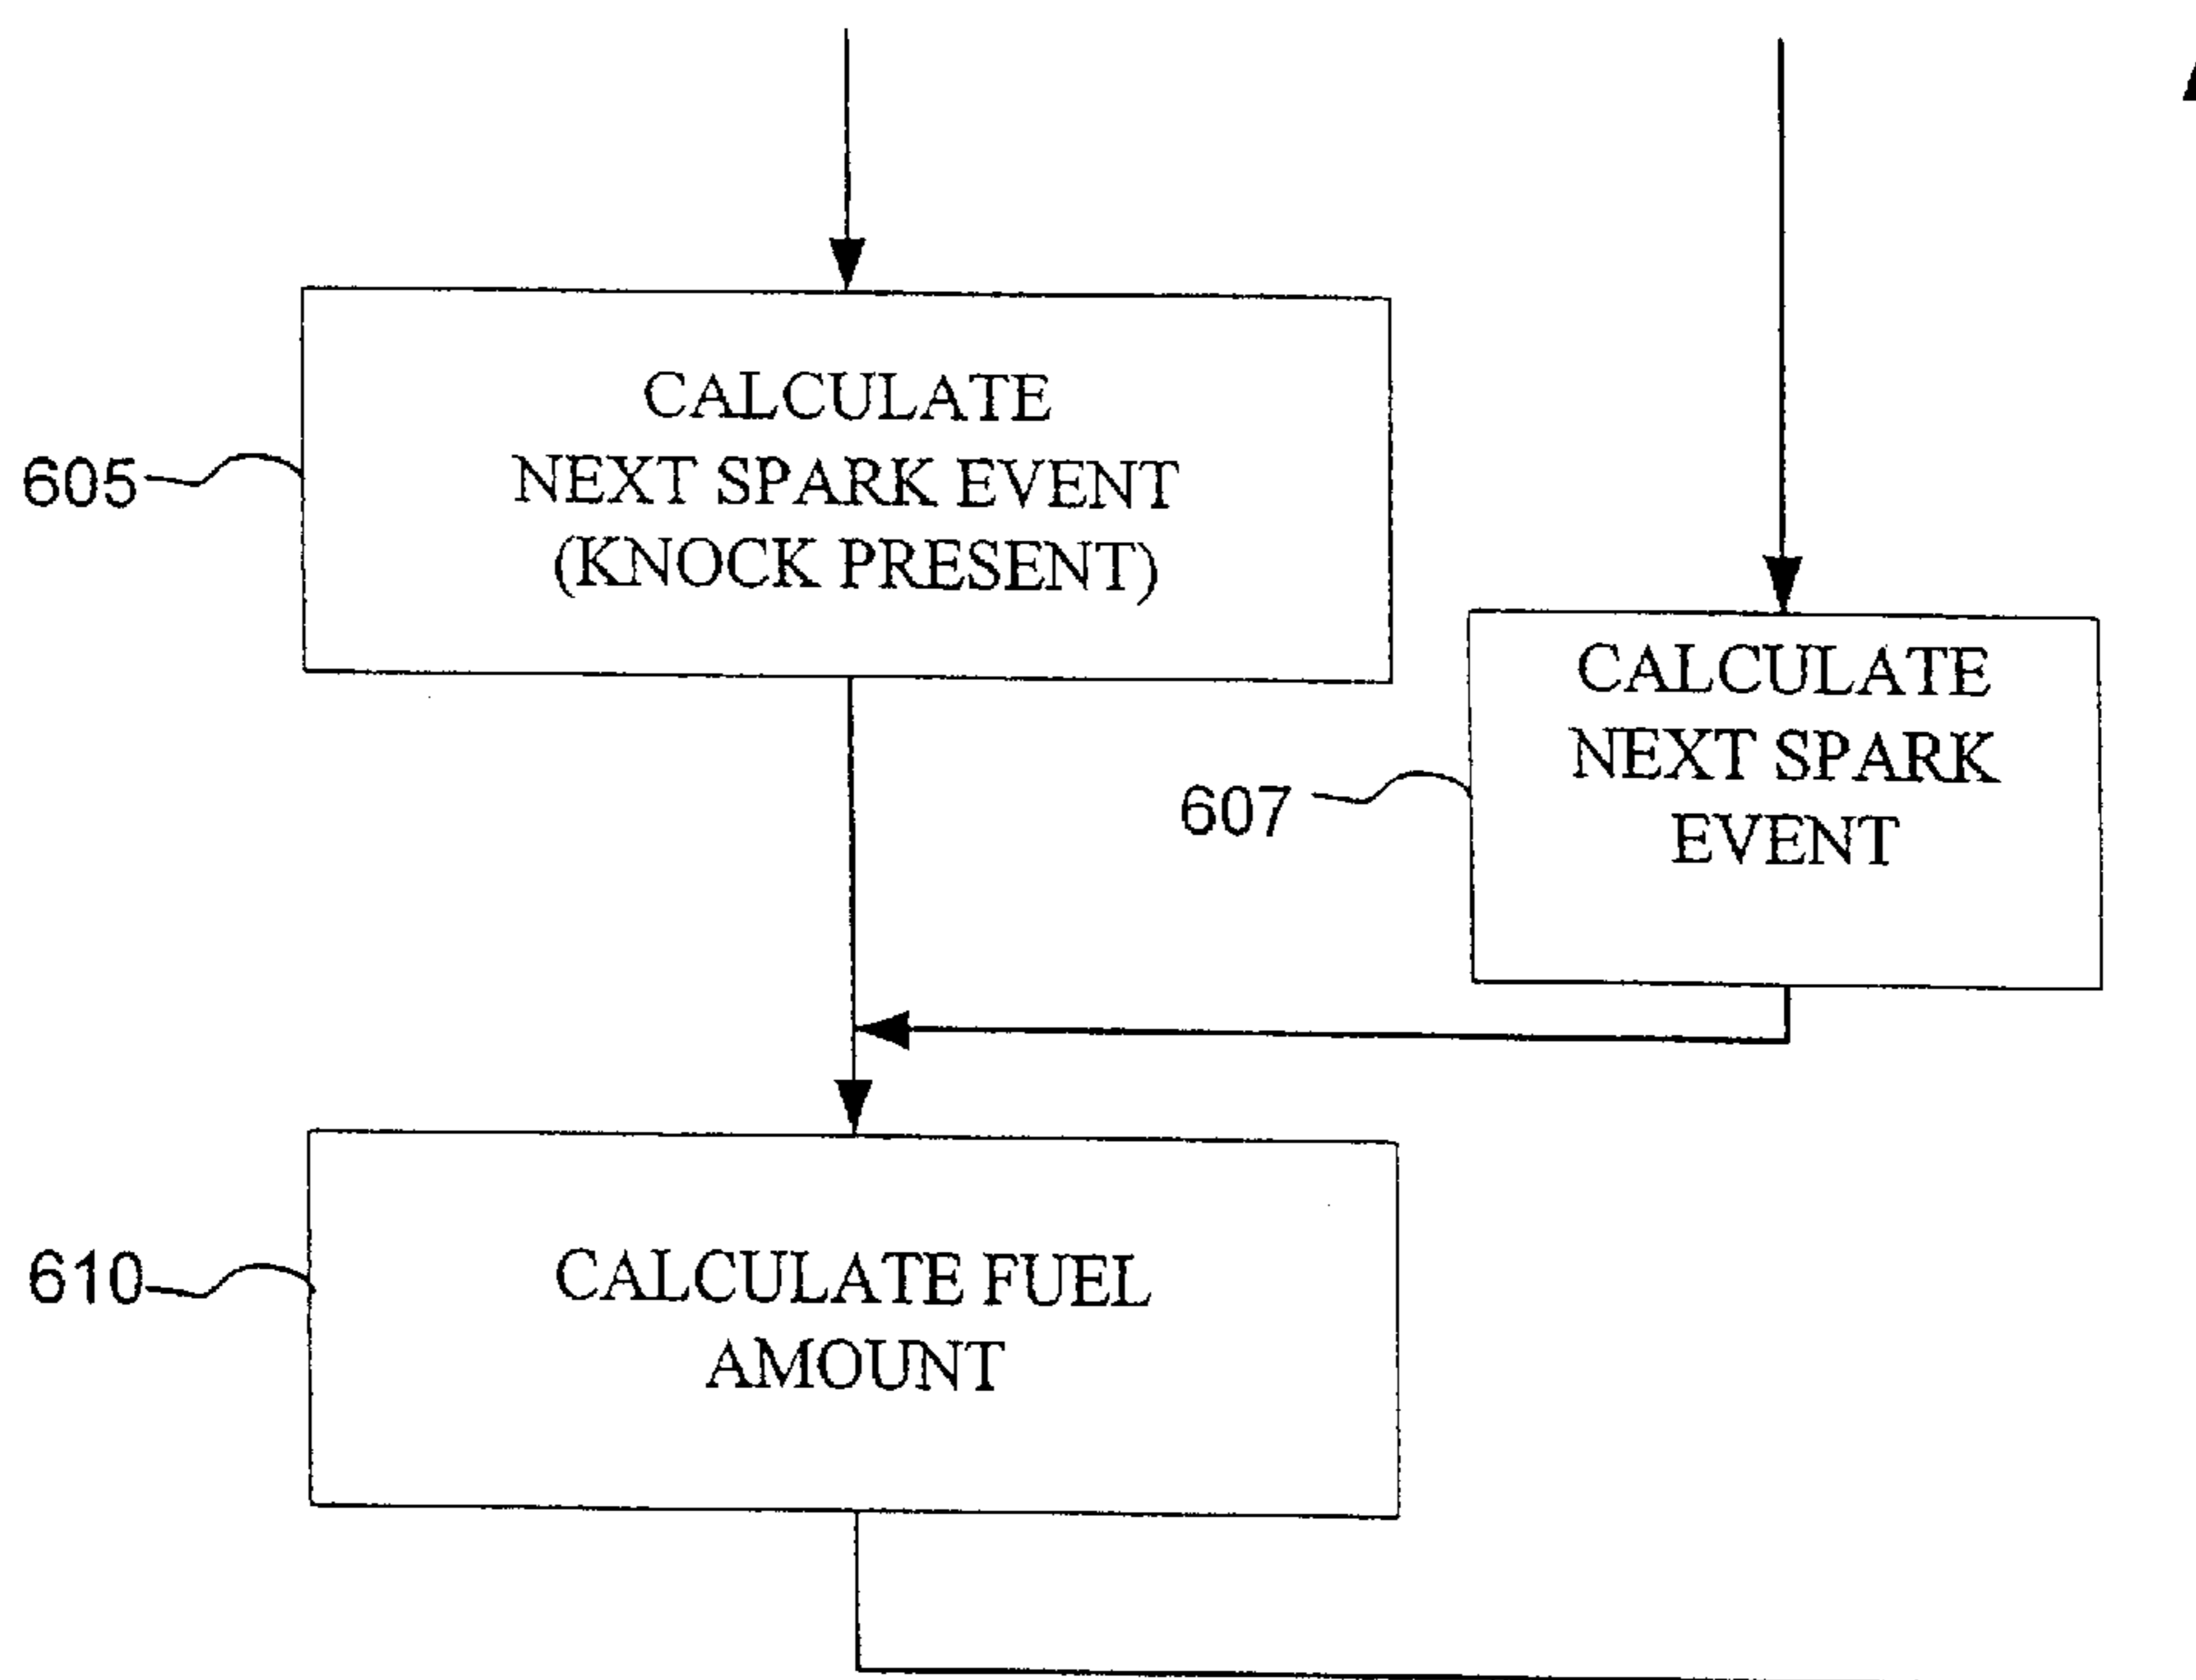 CALCULATE
NEXT SPARK EVENT
(KNOCK PRESENT)
605
CALCULATE
NEXT SPARK
EVENT
607
CALCULATE FUEL
AMOUNT
610